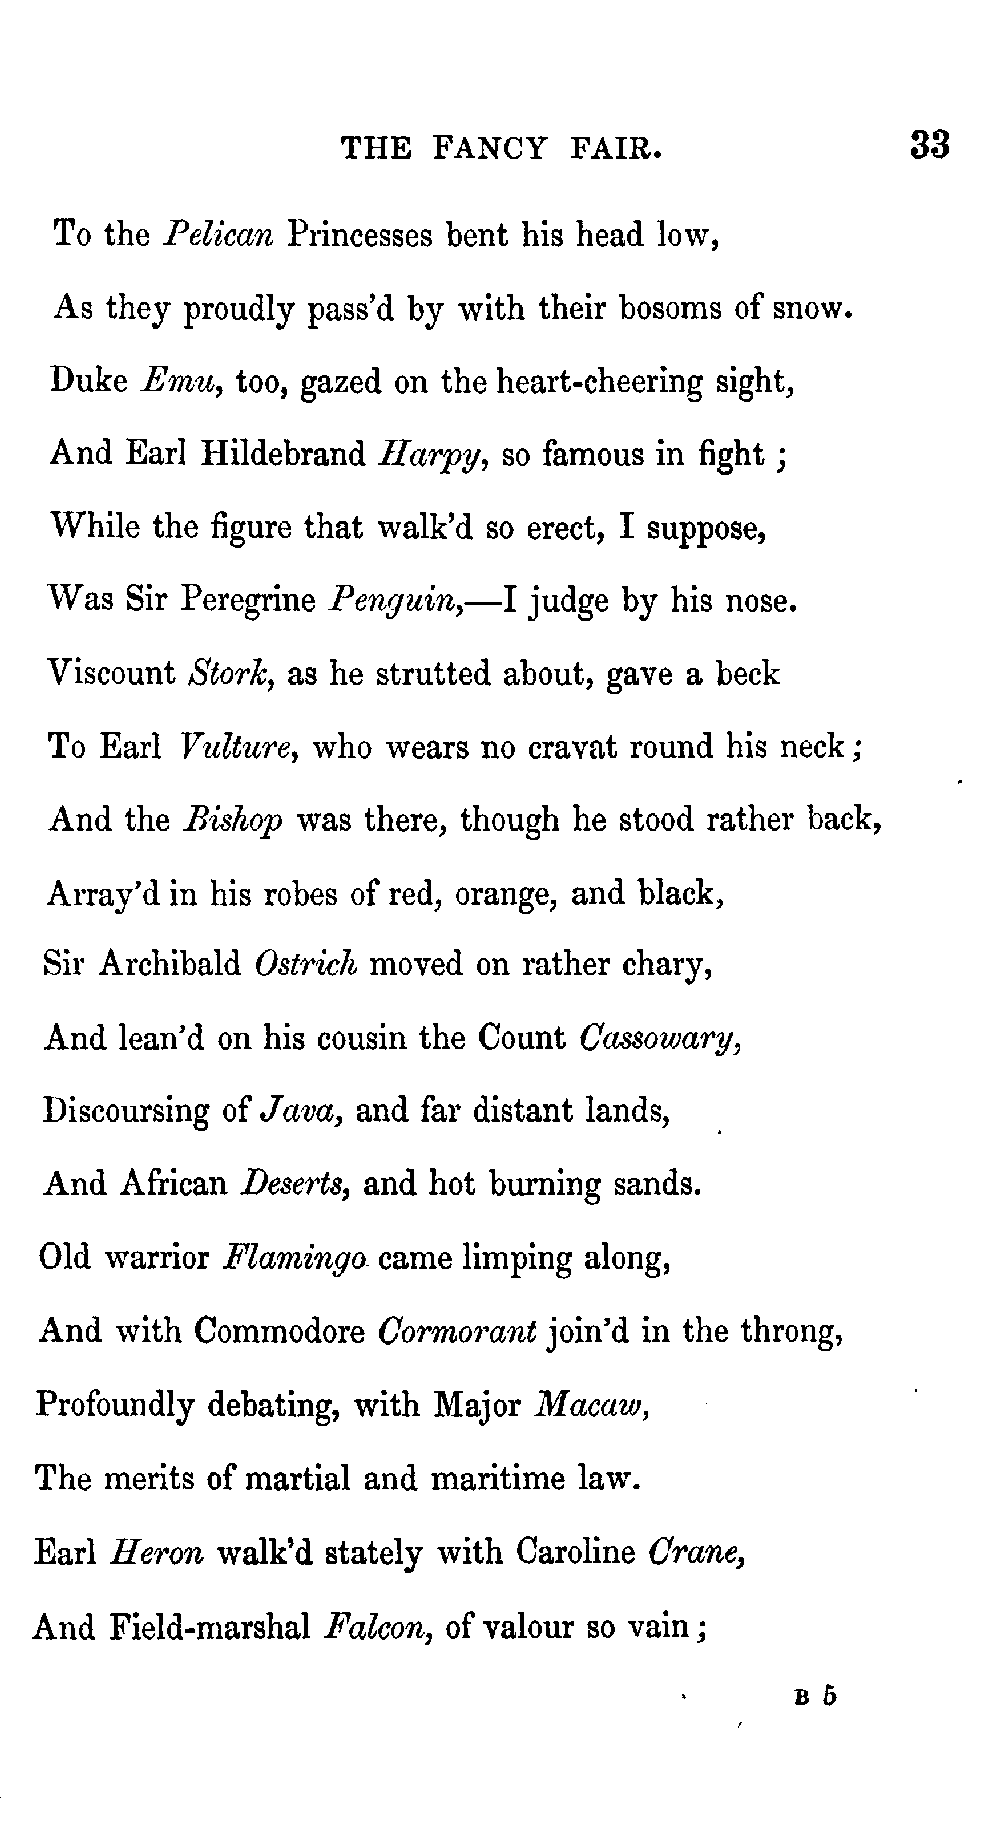 THE FANCY FAIR. 33
To the Pelican Princesses bent his head low,
As they proudly pass'd by with their bosoms of snow.
Duke Emu, too, gazed on the heart-cheering sight,
And Earl Hildebrand Harpy, so famous in fight ;
While the figure that walk'd so erect, I suppose,
Was Sir Peregrine Penguin,—I judge by his nose.
Viscount Stork, as he strutted about, gave a beck
To Earl Vulture, who wears no cravat round his neck ;
And the Bishop was there, though he stood rather back,
Array'd in his robes of red, orange, and black,
Sir Archibald Ostrich moved on rather chary,
And lean'd on his cousin the Count Cassowary,
Discoursing of Java, and far distant lands,
And African Deserts, and hot burning sands.
Old warrior Flamingo came limping along,
And with Commodore Cormorant join'd in the throng,
Profoundly debating, with Major Macaw,
The merits of martial and maritime law.
Earl Heron walk'd stately with Caroline Crane,
And Field-marshal Falcon, of valour so vain ;
B 5